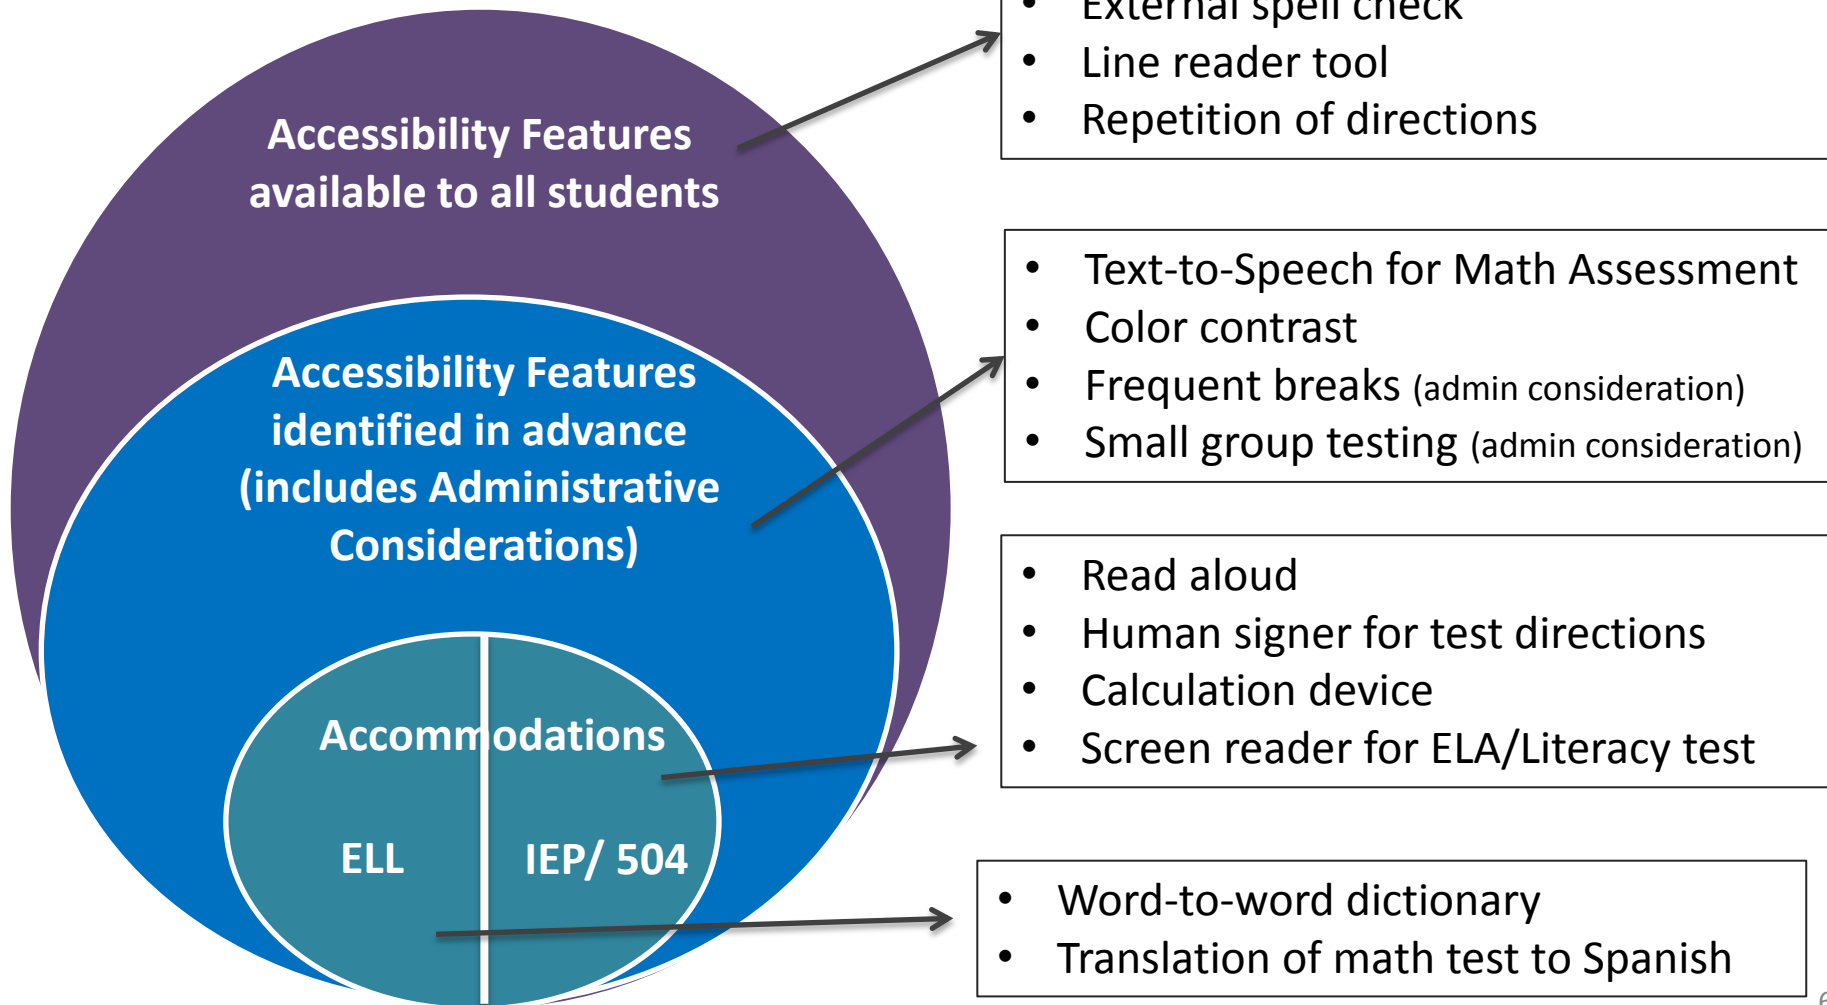 Accessibility Features
available to all students
• External spell check
• Line reader tool
• Repetition of directions
Accessibility Features
identified in advance
(includes Administrative
Considerations)
• Text-to-Speech for Math Assessment
• Color contrast
• Frequent breaks (admin consideration)
• Small group testing (admin consideration)
Accommodations
ELL
IEP/ 504
• Read aloud
• Human signer for test directions
• Calculation device
• Screen reader for ELA/Literacy test
• Word-to-word dictionary
• Translation of math test to Spanish